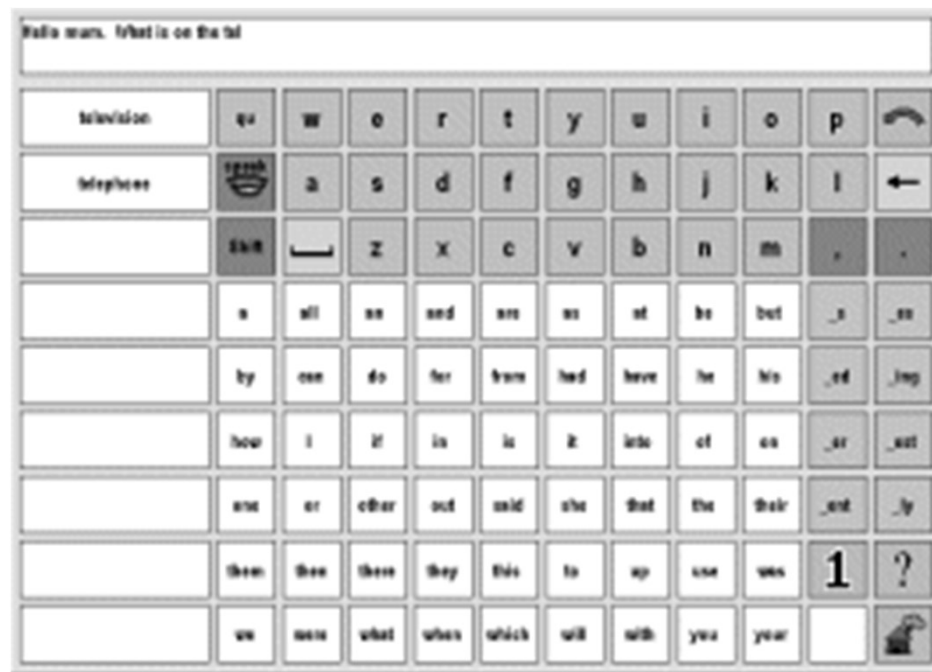 Hello mum. What is on the tel
television qu w e r t y u i o p
telephone speak a s d f g h j k l
Shift z x c v b n m , .
a all an and are as at be but _s _es
by can do for from had have he his _ed _ing
how I if in is it into of on _er _est
one or other out said she that the their _ent _ly
them then there they this to up use was 1 ?
we were what when which will with you your